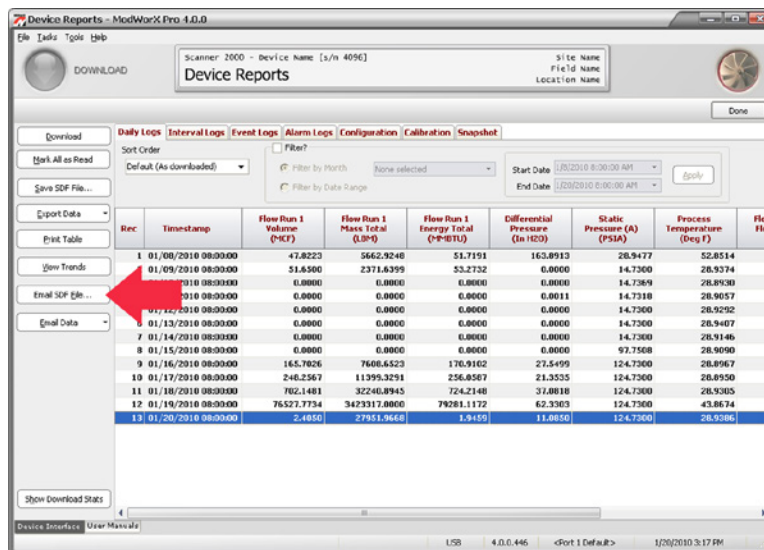 Device Reports - ModWorX Pro 4.0.0
File Tasks Tools Help
DOWNLOAD
Scanner 2000 - Device Name [s/n 4096]
Device Reports
Site Name
Field Name
Location Name
Done
Download
Mark All as Read
Save SDF File...
Export Data
Print Table
View Trends
Email SDF File...
Email Data
Show Download Stats
Daily Logs Interval Logs Event Logs Alarm Logs Configuration Calibration Snapshot
Sort Order
Default (As downloaded)
Filter?
Filter by Month None selected
Filter by Date Range
Start Date 1/8/2010 8:00:00 AM
End Date 1/20/2010 8:00:00 AM
Apply
Rec Timestamp Flow Run 1 Volume (MCF) Flow Run 1 Mass Total (LBM) Flow Run 1 Energy Total (MMBTU) Differential Pressure (In H2O) Static Pressure (A) (PSIA) Process Temperature (Deg F)
1 01/08/2010 08:00:00 47.8223 5662.9248 51.7191 163.8913 28.9477 52.8514
01/09/2010 08:00:00 51.6500 2371.6399 53.2732 0.0000 14.7300 28.9374
0.0000 0.0000 0.0000 0.0000 14.7369 28.8930
0.0000 0.0000 0.0000 0.0011 14.7318 28.9057
0.0000 0.0000 0.0000 0.0000 14.7300 28.9292
6 01/13/2010 08:00:00 0.0000 0.0000 0.0000 0.0000 14.7300 28.9407
7 01/14/2010 08:00:00 0.0000 0.0000 0.0000 0.0000 14.7300 28.9146
8 01/15/2010 08:00:00 0.0000 0.0000 0.0000 0.0000 97.7508 28.9090
9 01/16/2010 08:00:00 165.7026 7608.6523 170.9102 27.5499 124.7300 28.8967
10 01/17/2010 08:00:00 248.2567 11399.3291 256.0587 21.3535 124.7300 28.8950
11 01/18/2010 08:00:00 702.1481 32240.8945 724.2148 37.0818 124.7300 28.9305
12 01/19/2010 08:00:00 76527.7734 3423317.0000 79281.1172 62.3303 124.7300 43.8674
13 01/20/2010 08:00:00 2.4050 27951.9668 1.9459 11.0850 124.7300 28.9386
Device Interface User Manuals
USB 4.0.0.446 <Port 1 Default> 1/20/2010 3:17 PM